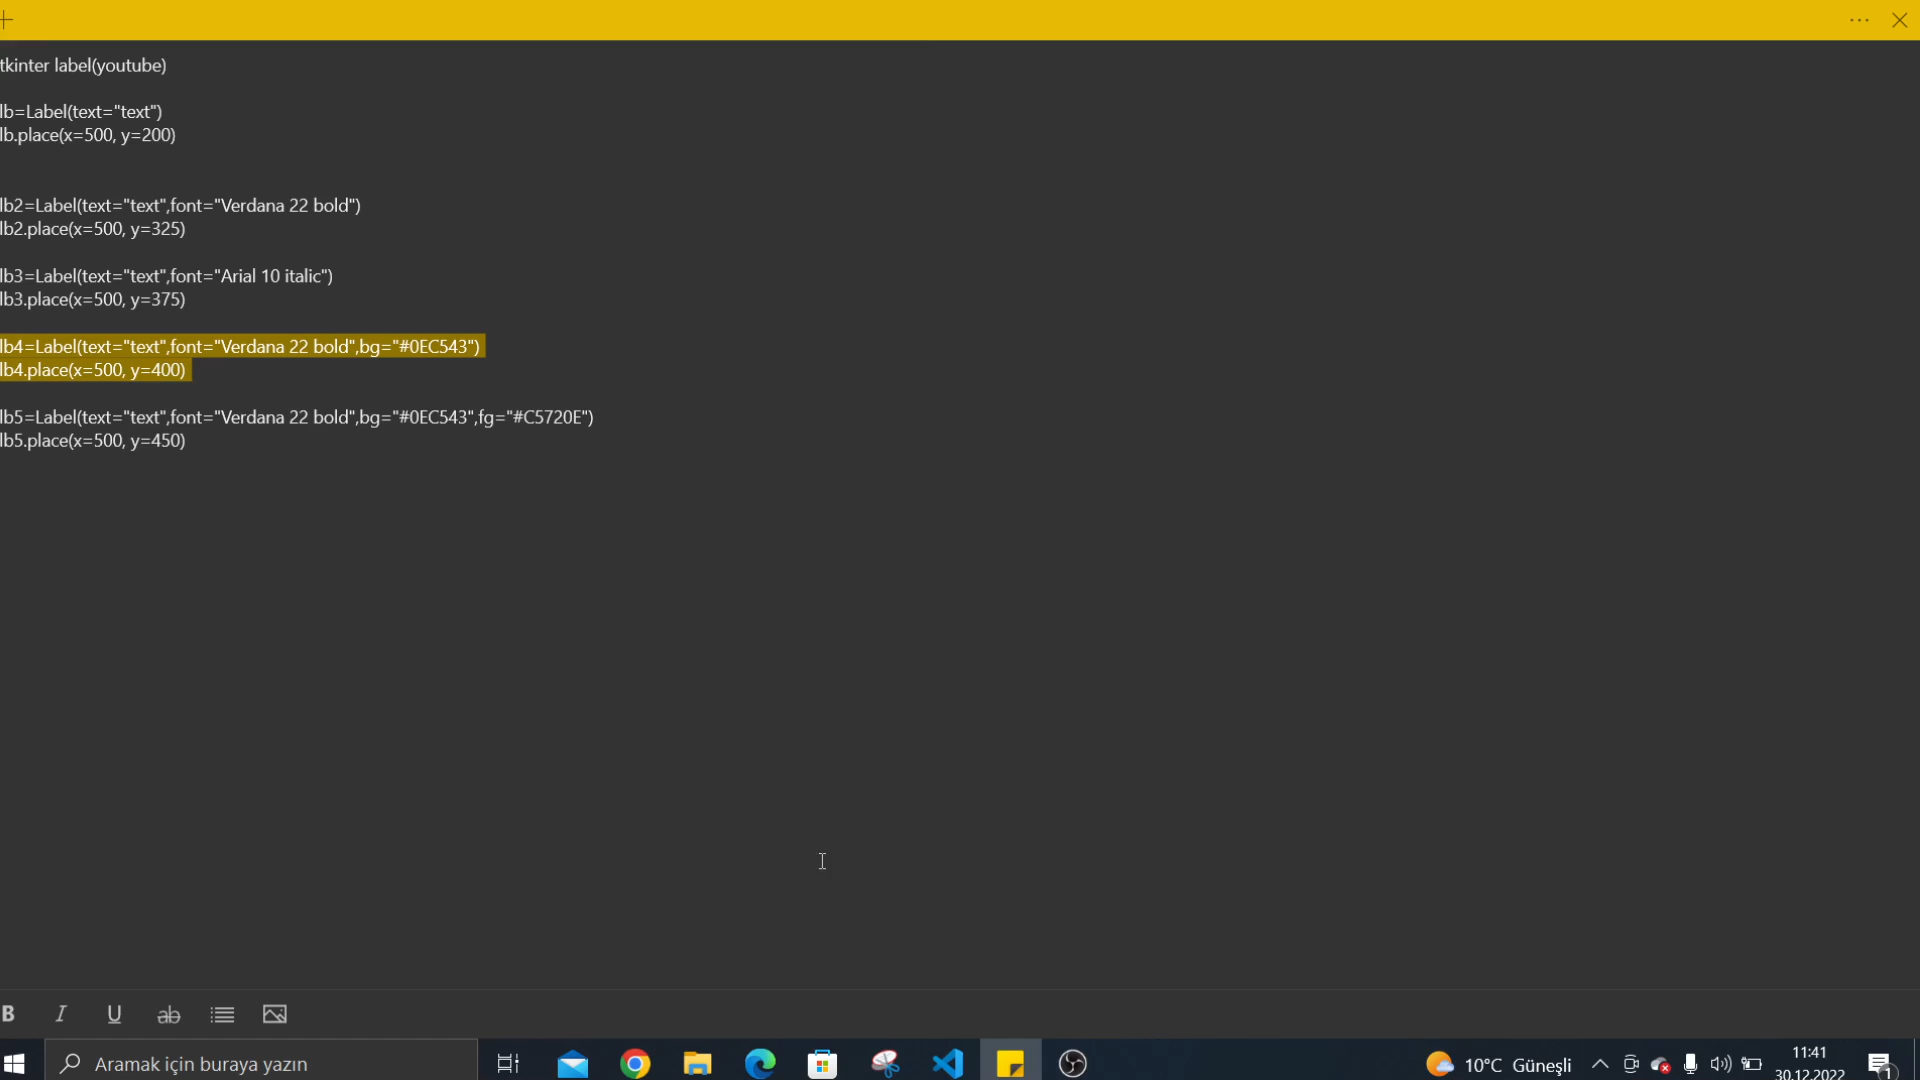 tkinter label(youtube)
lb=Label(text="text")
lb.place(x=500, y=200)
lb2=Label(text="text",font="Verdana 22 bold")
lb2.place(x=500, y=325)
lb3=Label(text="text",font="Arial 10 italic")
lb3.place(x=500, y=375)
lb4=Label(text="text",font="Verdana 22 bold",bg="#0EC543")
lb4.place(x=500, y=400)
lb5=Label(text="text",font="Verdana 22 bold",bg="#0EC543",fg="#C5720E")
lb5.place(x=500, y=450)
B I U ab
Aramak için buraya yazın
10°C Güneşli
11:41
30.12.2022
1